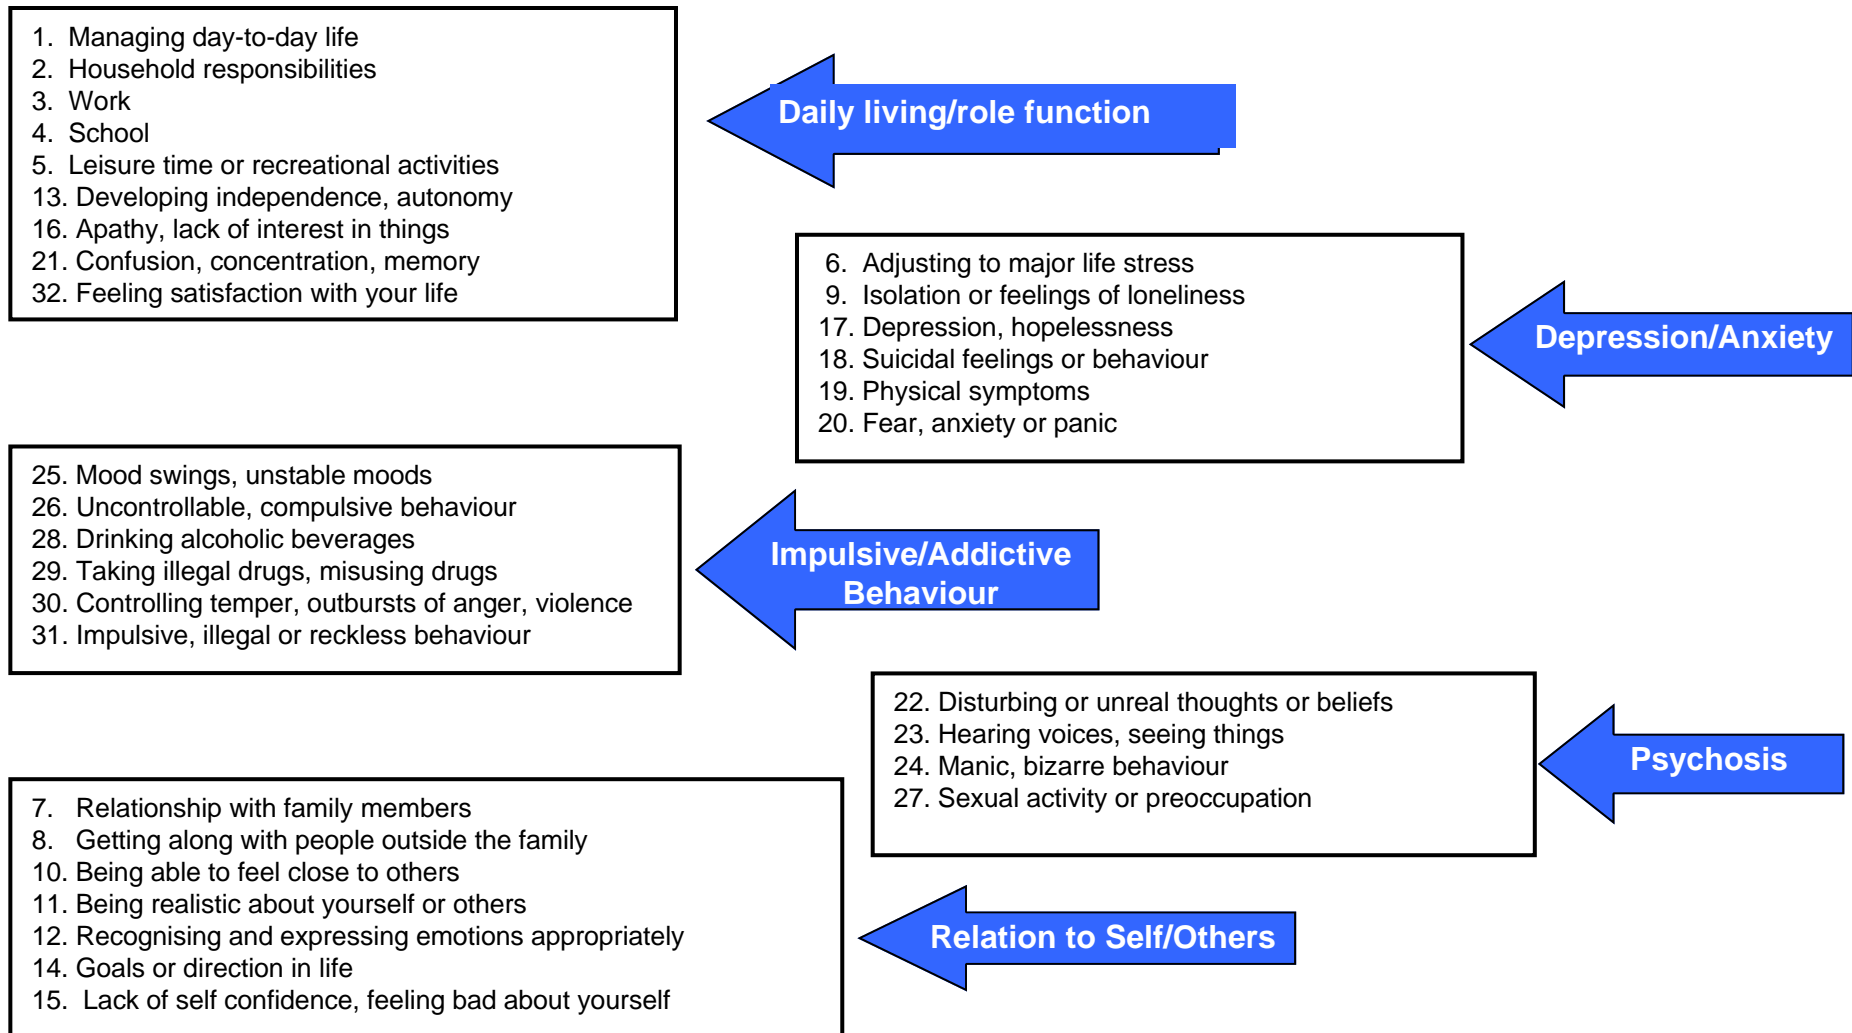 1. Managing day-to-day life
2. Household responsibilities
3. Work
4. School
5. Leisure time or recreational activities
13. Developing independence, autonomy
16. Apathy, lack of interest in things
21. Confusion, concentration, memory
32. Feeling satisfaction with your life
Daily living/role function
6. Adjusting to major life stress
9. Isolation or feelings of loneliness
17. Depression, hopelessness
18. Suicidal feelings or behaviour
19. Physical symptoms
20. Fear, anxiety or panic
Depression/Anxiety
25. Mood swings, unstable moods
26. Uncontrollable, compulsive behaviour
28. Drinking alcoholic beverages
29. Taking illegal drugs, misusing drugs
30. Controlling temper, outbursts of anger, violence
31. Impulsive, illegal or reckless behaviour
Impulsive/Addictive
Behaviour
22. Disturbing or unreal thoughts or beliefs
23. Hearing voices, seeing things
24. Manic, bizarre behaviour
27. Sexual activity or preoccupation
Psychosis
7. Relationship with family members
8. Getting along with people outside the family
10. Being able to feel close to others
11. Being realistic about yourself or others
12. Recognising and expressing emotions appropriately
14. Goals or direction in life
15. Lack of self confidence, feeling bad about yourself
Relation to Self/Others